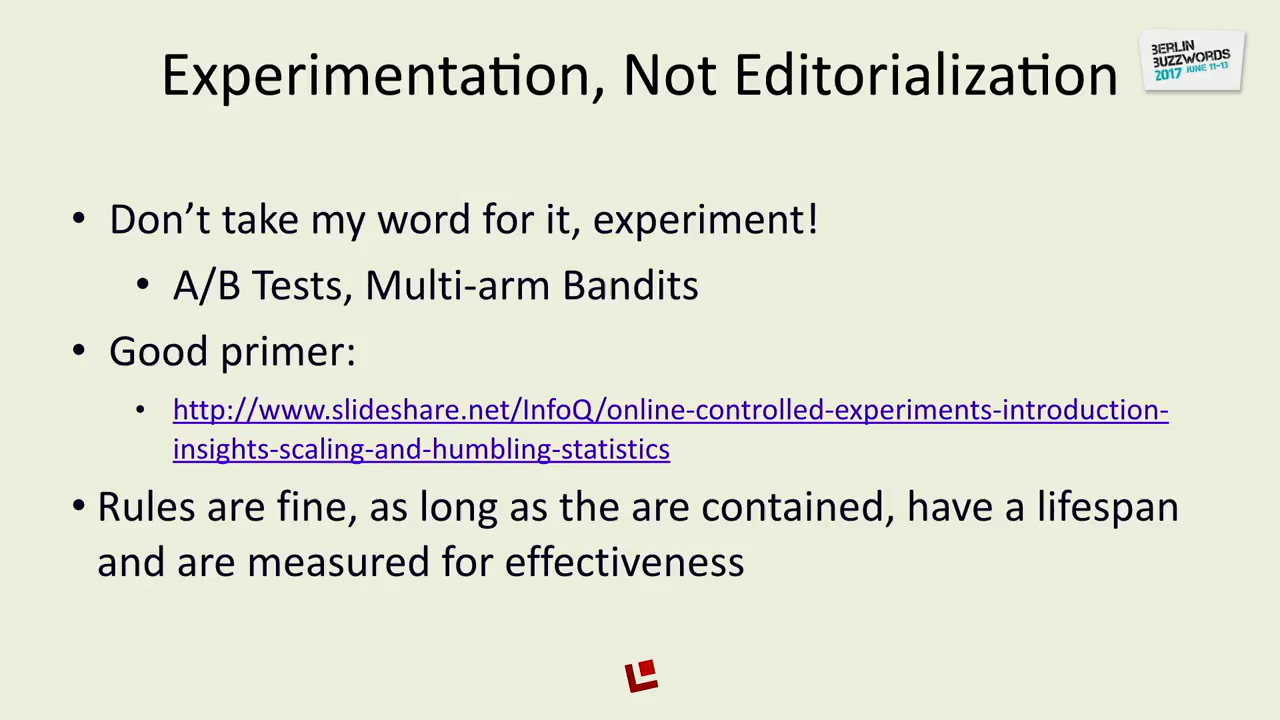 Experimentation, Not Editorialization
BERLIN
BUZZWORDS
2017 JUNE 11-13
• Don’t take my word for it, experiment!
• A/B Tests, Multi-arm Bandits
• Good primer:
• http://www.slideshare.net/InfoQ/online-controlled-experiments-introduction-
insights-scaling-and-humbling-statistics
• Rules are fine, as long as the are contained, have a lifespan
and are measured for effectiveness